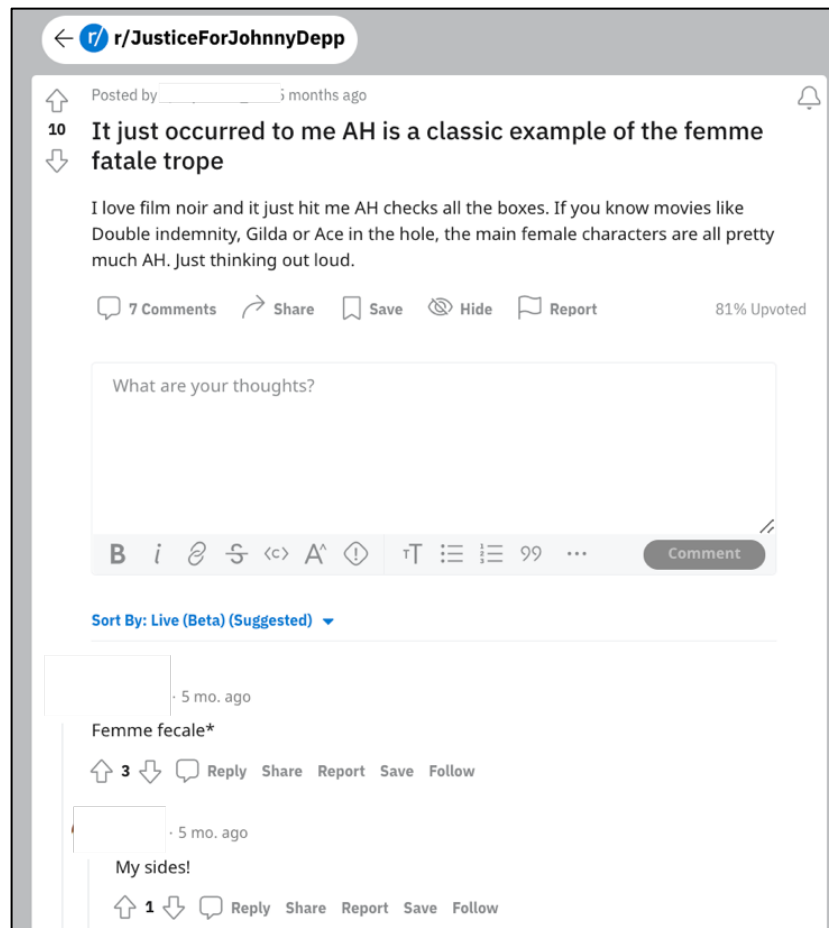 r/ r/JusticeForJohnnyDepp
Posted by 5 months ago
10
It just occurred to me AH is a classic example of the femme
fatale trope
I love film noir and it just hit me AH checks all the boxes. If you know movies like
Double indemnity, Gilda or Ace in the hole, the main female characters are all pretty
much AH. Just thinking out loud.
7 Comments Share Save Hide Report 81% Upvoted
What are your thoughts?
B i S <c> A^ ! TT 99 ... Comment
Sort By: Live (Beta) (Suggested)
· 5 mo. ago
Femme fecale*
3 Reply Share Report Save Follow
· 5 mo. ago
My sides!
1 Reply Share Report Save Follow